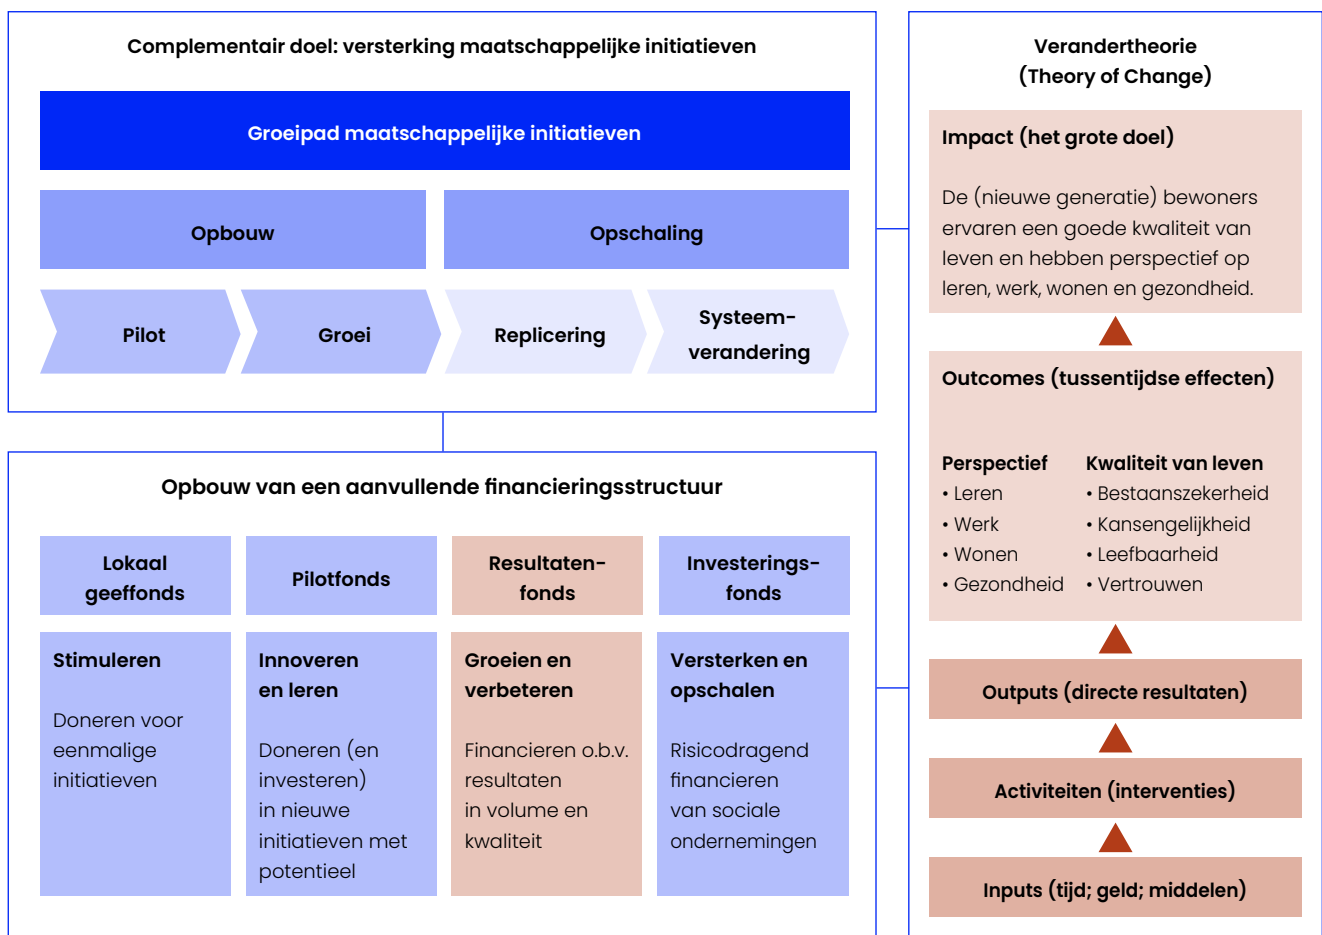 Complementair doel: versterking maatschappelijke initiatieven
Groeipad maatschappelijke initiatieven
Opbouw
Opschaling
Pilot
Groei
Replicering
Systeem-
verandering
Opbouw van een aanvullende financieringsstructuur
Lokaal
geeffonds
Pilotfonds
Resultaten-
fonds
Investerings-
fonds
Stimuleren
Doneren voor
eenmalige
initiatieven
Innoveren
en leren
Doneren (en
investeren)
in nieuwe
initiatieven met
potentieel
Groeien en
verbeteren
Financieren o.b.v.
resultaten
in volume en
kwaliteit
Versterken en
opschalen
Risicodragend
financieren
van sociale
ondernemingen
Verandertheorie
(Theory of Change)
Impact (het grote doel)
De (nieuwe generatie) bewoners
ervaren een goede kwaliteit van
leven en hebben perspectief op
leren, werk, wonen en gezondheid.
Outcomes (tussentijdse effecten)
Perspectief
• Leren
• Werk
• Wonen
• Gezondheid
Kwaliteit van leven
• Bestaanszekerheid
• Kansengelijkheid
• Leefbaarheid
• Vertrouwen
Outputs (directe resultaten)
Activiteiten (interventies)
Inputs (tijd; geld; middelen)